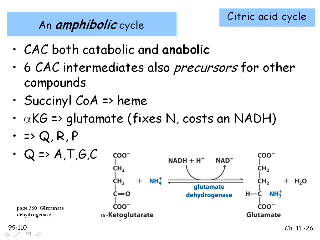 Citric acid cycle
An amphibolic cycle
• CAC both catabolic and anabolic
• 6 CAC intermediates also precursors for other
compounds
• Succinyl CoA => heme
• αKG => glutamate (fixes N, costs an NADH)
• => Q, R, P
• Q => A,T,G,C
COO⁻
CH₂
CH₂ + NH₄⁺
C=O
COO⁻
α-Ketoglutarate
NADH + H⁺ NAD⁺
glutamate
dehydrogenase
COO⁻
CH₂
CH₂ + H₂O
H–C NH₃⁺
COO⁻
Glutamate
dehydrogenase
99-110
Ch. 11 -26